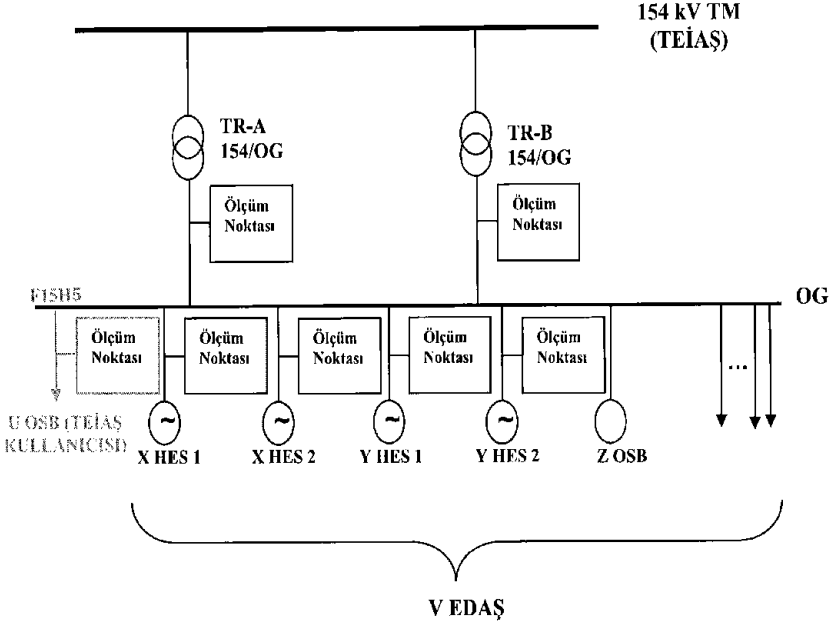 154 kV TM
(TEİAŞ)
TR-A
154/OG
TR-B
154/OG
Ölçüm
Noktası
Ölçüm
Noktası
F15H5
OG
Ölçüm
Noktası
Ölçüm
Noktası
Ölçüm
Noktası
Ölçüm
Noktası
Ölçüm
Noktası
...
U OSB (TEİAŞ
KULLANICISI)
X HES 1
X HES 2
Y HES 1
Y HES 2
Z OSB
V EDAŞ